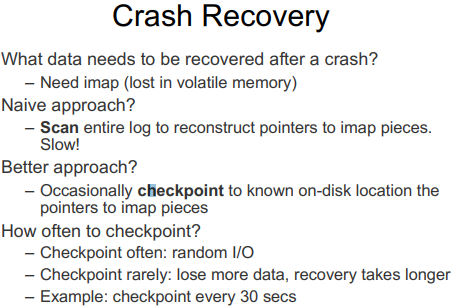 Crash Recovery
What data needs to be recovered after a crash?
– Need imap (lost in volatile memory)
Naive approach?
– Scan entire log to reconstruct pointers to imap pieces.
Slow!
Better approach?
– Occasionally checkpoint to known on-disk location the
pointers to imap pieces
How often to checkpoint?
– Checkpoint often: random I/O
– Checkpoint rarely: lose more data, recovery takes longer
– Example: checkpoint every 30 secs